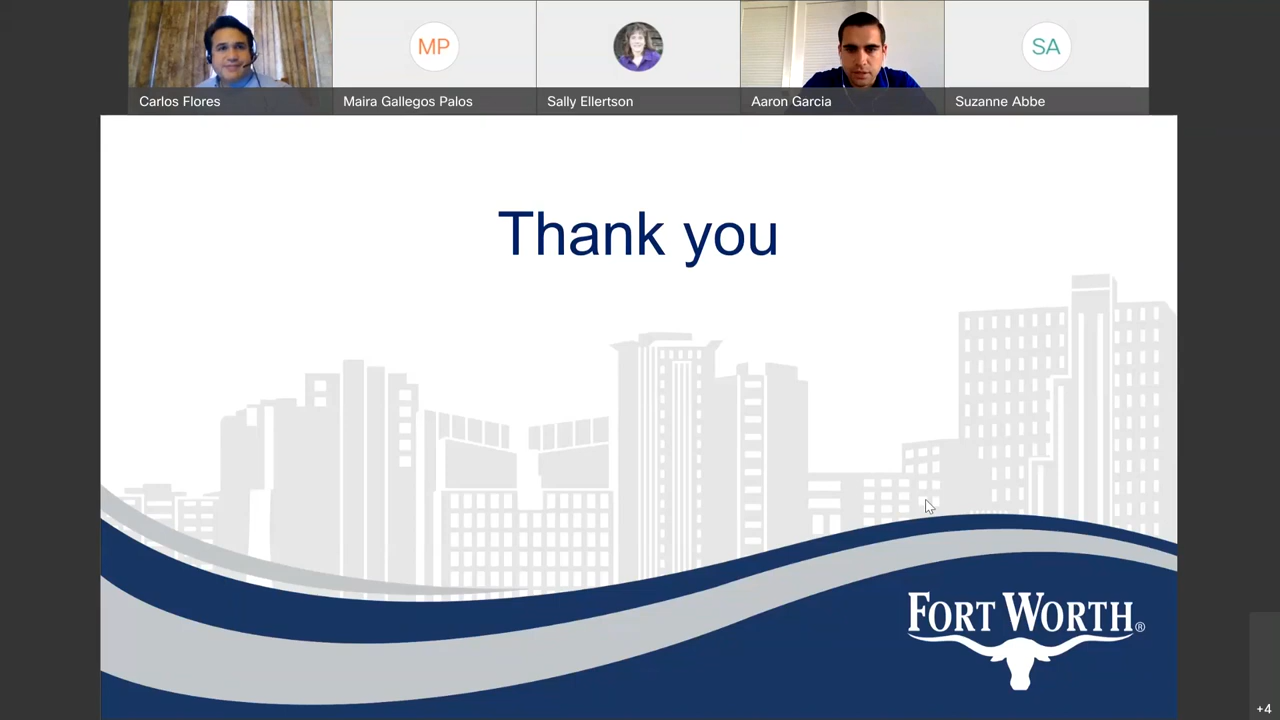 MP
SA
Carlos Flores
Maira Gallegos Palos
Sally Ellertson
Aaron Garcia
Suzanne Abbe
Thank you
FORT WORTH®
+4